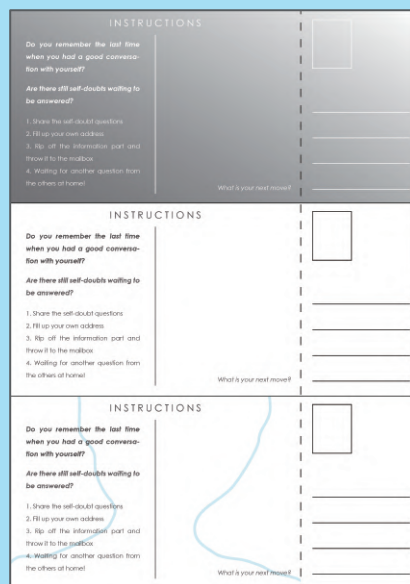 INSTRUCTIONS
Do you remember the last time
when you had a good conversa-
tion with yourself?
Are there still self-doubts waiting to
be answered?
1. Share the self-doubt questions
2. Fill up your own address
3. Rip off the information part and
throw it to the mailbox
4. Waiting for another question from
the others at home!
What is your next move?
INSTRUCTIONS
Do you remember the last time
when you had a good conversa-
tion with yourself?
Are there still self-doubts waiting to
be answered?
1. Share the self-doubt questions
2. Fill up your own address
3. Rip off the information part and
throw it to the mailbox
4. Waiting for another question from
the others at home!
What is your next move?
INSTRUCTIONS
Do you remember the last time
when you had a good conversa-
tion with yourself?
Are there still self-doubts waiting to
be answered?
1. Share the self-doubt questions
2. Fill up your own address
3. Rip off the information part and
throw it to the mailbox
4. Waiting for another question from
the others at home!
What is your next move?